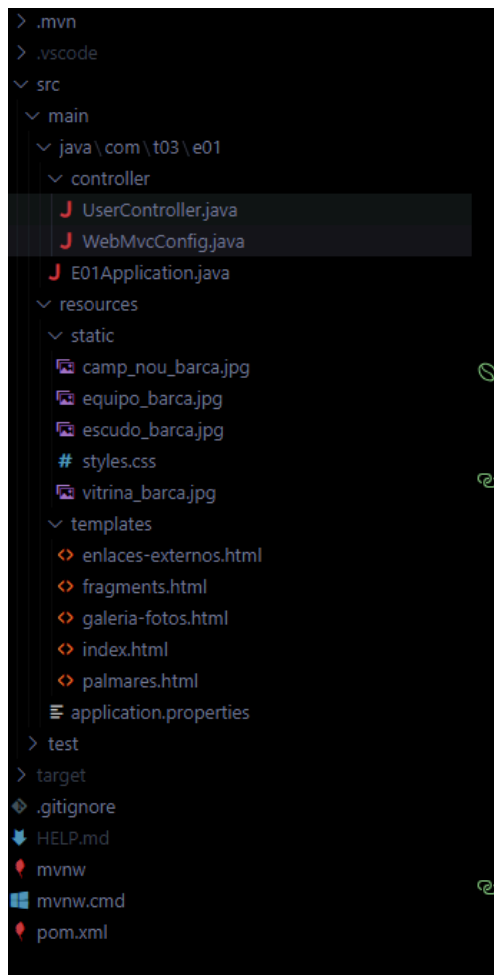 .mvn
.vscode
src
main
java\com\t03\e01
controller
UserController.java
WebMvcConfig.java
E01Application.java
resources
static
camp_nou_barca.jpg
equipo_barca.jpg
escudo_barca.jpg
styles.css
vitrina_barca.jpg
templates
enlaces-externos.html
fragments.html
galeria-fotos.html
index.html
palmares.html
application.properties
test
target
.gitignore
HELP.md
mvnw
mvnw.cmd
pom.xml